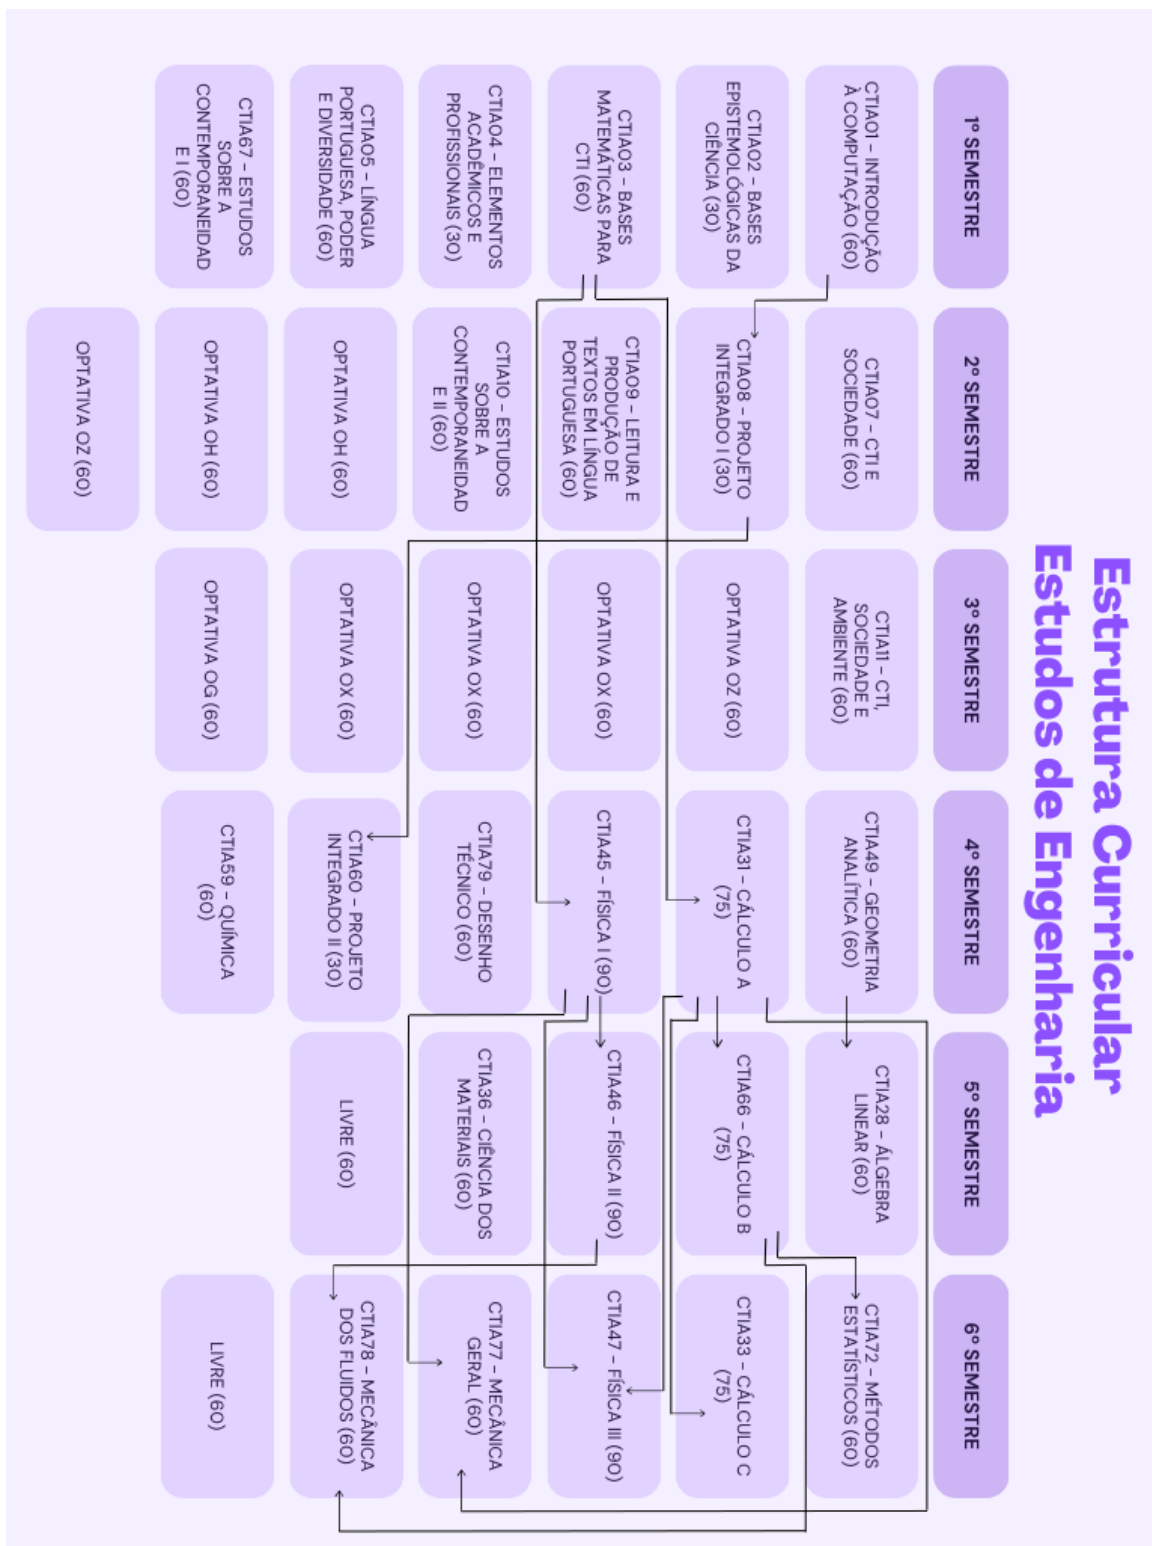 Estrutura Curricular
Estudos de Engenharia
1º SEMESTRE
2º SEMESTRE
3º SEMESTRE
4º SEMESTRE
5º SEMESTRE
6º SEMESTRE
CTIA01 - INTRODUÇÃO
À COMPUTAÇÃO (60)
CTIA07 - CTI E
SOCIEDADE (60)
CTIA11 - CTI,
SOCIEDADE E
AMBIENTE (60)
CTIA49 - GEOMETRIA
ANALÍTICA (60)
CTIA28 - ÁLGEBRA
LINEAR (60)
CTIA72 - MÉTODOS
ESTATÍSTICOS (60)
CTIA02 - BASES
EPISTEMOLÓGICAS DA
CIÊNCIA (30)
CTIA08 - PROJETO
INTEGRADO I (30)
OPTATIVA OZ (60)
CTIA31 - CÁLCULO A
(75)
CTIA66 - CÁLCULO B
(75)
CTIA33 - CÁLCULO C
(75)
CTIA03 - BASES
MATEMÁTICAS PARA
CTI (60)
CTIA09 - LEITURA E
PRODUÇÃO DE
TEXTOS EM LÍNGUA
PORTUGUESA (60)
OPTATIVA OX (60)
CTIA45 - FÍSICA I (90)
CTIA46 - FÍSICA II (90)
CTIA47 - FÍSICA III (90)
CTIA04 - ELEMENTOS
ACADÊMICOS E
PROFISSIONAIS (30)
CTIA10 - ESTUDOS
SOBRE A
CONTEMPORANEIDAD
E II (60)
OPTATIVA OX (60)
CTIA79 - DESENHO
TÉCNICO (60)
CTIA36 - CIÊNCIA DOS
MATERIAIS (60)
CTIA77 - MECÂNICA
GERAL (60)
CTIA05 - LÍNGUA
PORTUGUESA, PODER
E DIVERSIDADE (60)
OPTATIVA OH (60)
OPTATIVA OX (60)
CTIA60 - PROJETO
INTEGRADO II (30)
LIVRE (60)
CTIA78 - MECÂNICA
DOS FLUIDOS (60)
CTIA67 - ESTUDOS
SOBRE A
CONTEMPORANEIDAD
E I (60)
OPTATIVA OH (60)
OPTATIVA OG (60)
CTIA59 - QUÍMICA
(60)
LIVRE (60)
OPTATIVA OZ (60)